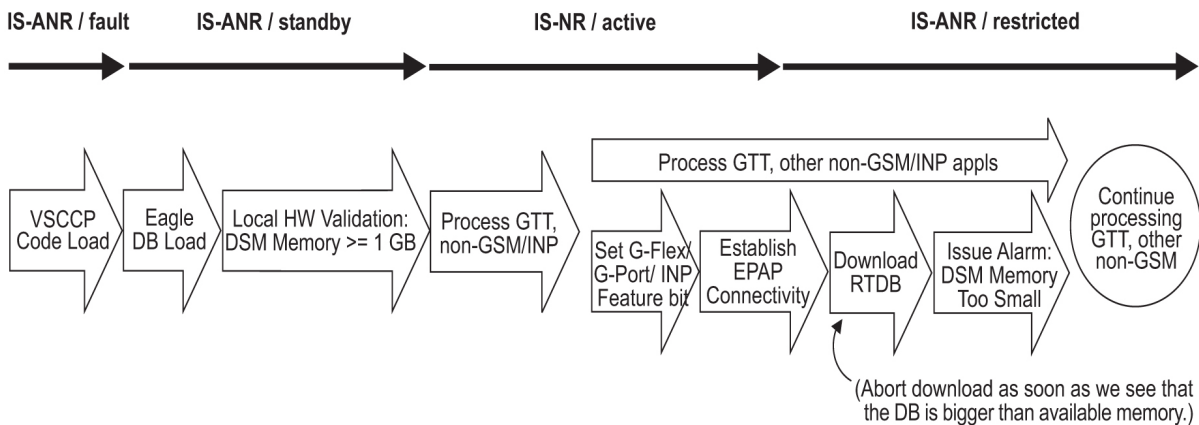 IS-ANR / fault
IS-ANR / standby
IS-NR / active
IS-ANR / restricted
Process GTT, other non-GSM/INP appls
VSCCP
Code Load
Eagle
DB Load
Local HW Validation:
DSM Memory >= 1 GB
Process GTT,
non-GSM/INP
Set G-Flex/
G-Port/ INP
Feature bit
Establish
EPAP
Connectivity
Download
RTDB
Issue Alarm:
DSM Memory
Too Small
Continue
processing
GTT, other
non-GSM
(Abort download as soon as we see that
the DB is bigger than available memory.)